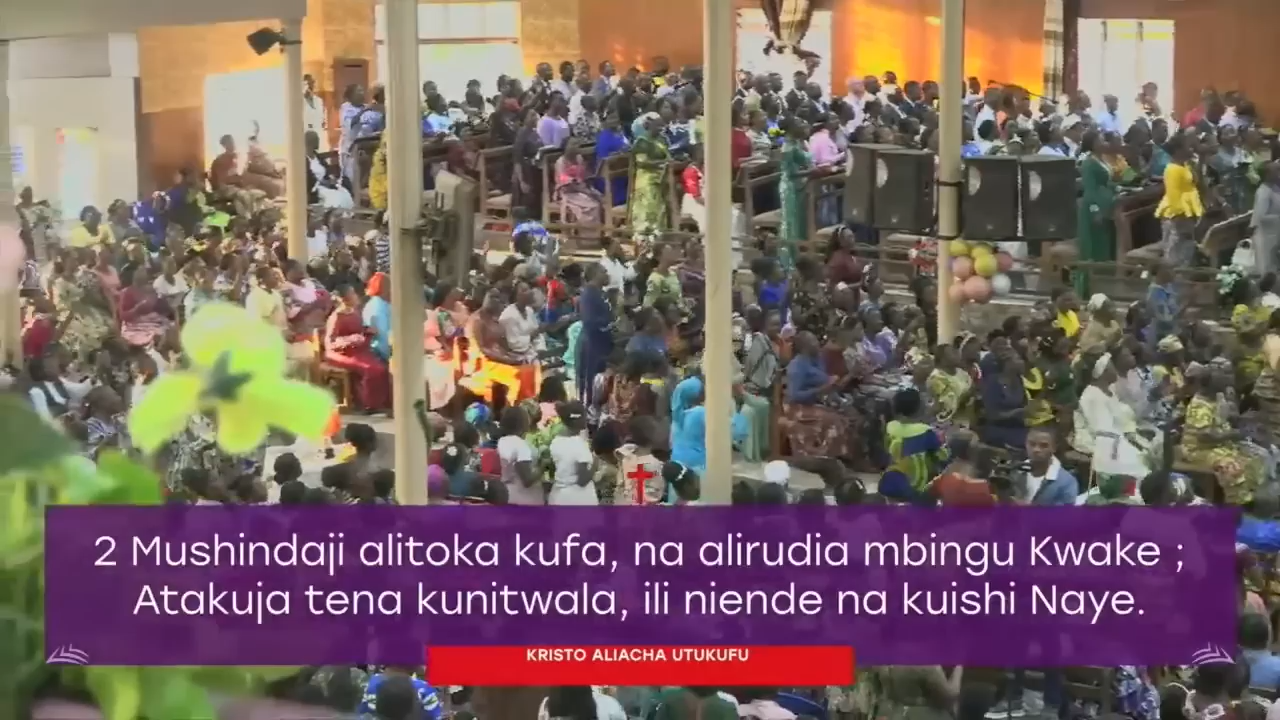 2 Mushindaji alitoka kufa, na alirudia mbingu Kwake ;
Atakuja tena kunitwala, ili niende na kuishi Naye.
KRISTO ALIACHA UTUKUFU